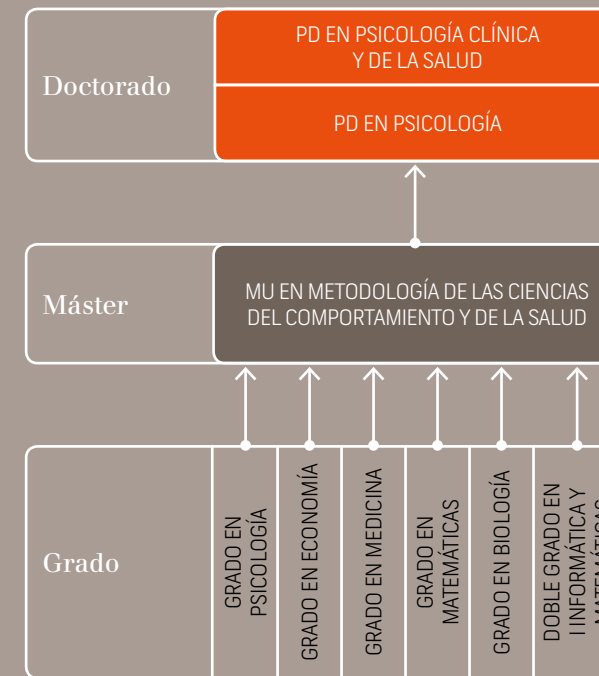 Doctorado
PD EN PSICOLOGÍA CLÍNICA
Y DE LA SALUD
PD EN PSICOLOGÍA
Máster
MU EN METODOLOGÍA DE LAS CIENCIAS
DEL COMPORTAMIENTO Y DE LA SALUD
Grado
GRADO EN
PSICOLOGÍA
GRADO EN ECONOMÍA
GRADO EN MEDICINA
GRADO EN
MATEMÁTICAS
GRADO EN BIOLOGÍA
DOBLE GRADO EN
I INFORMÁTICA Y
MATEMÁTICAS